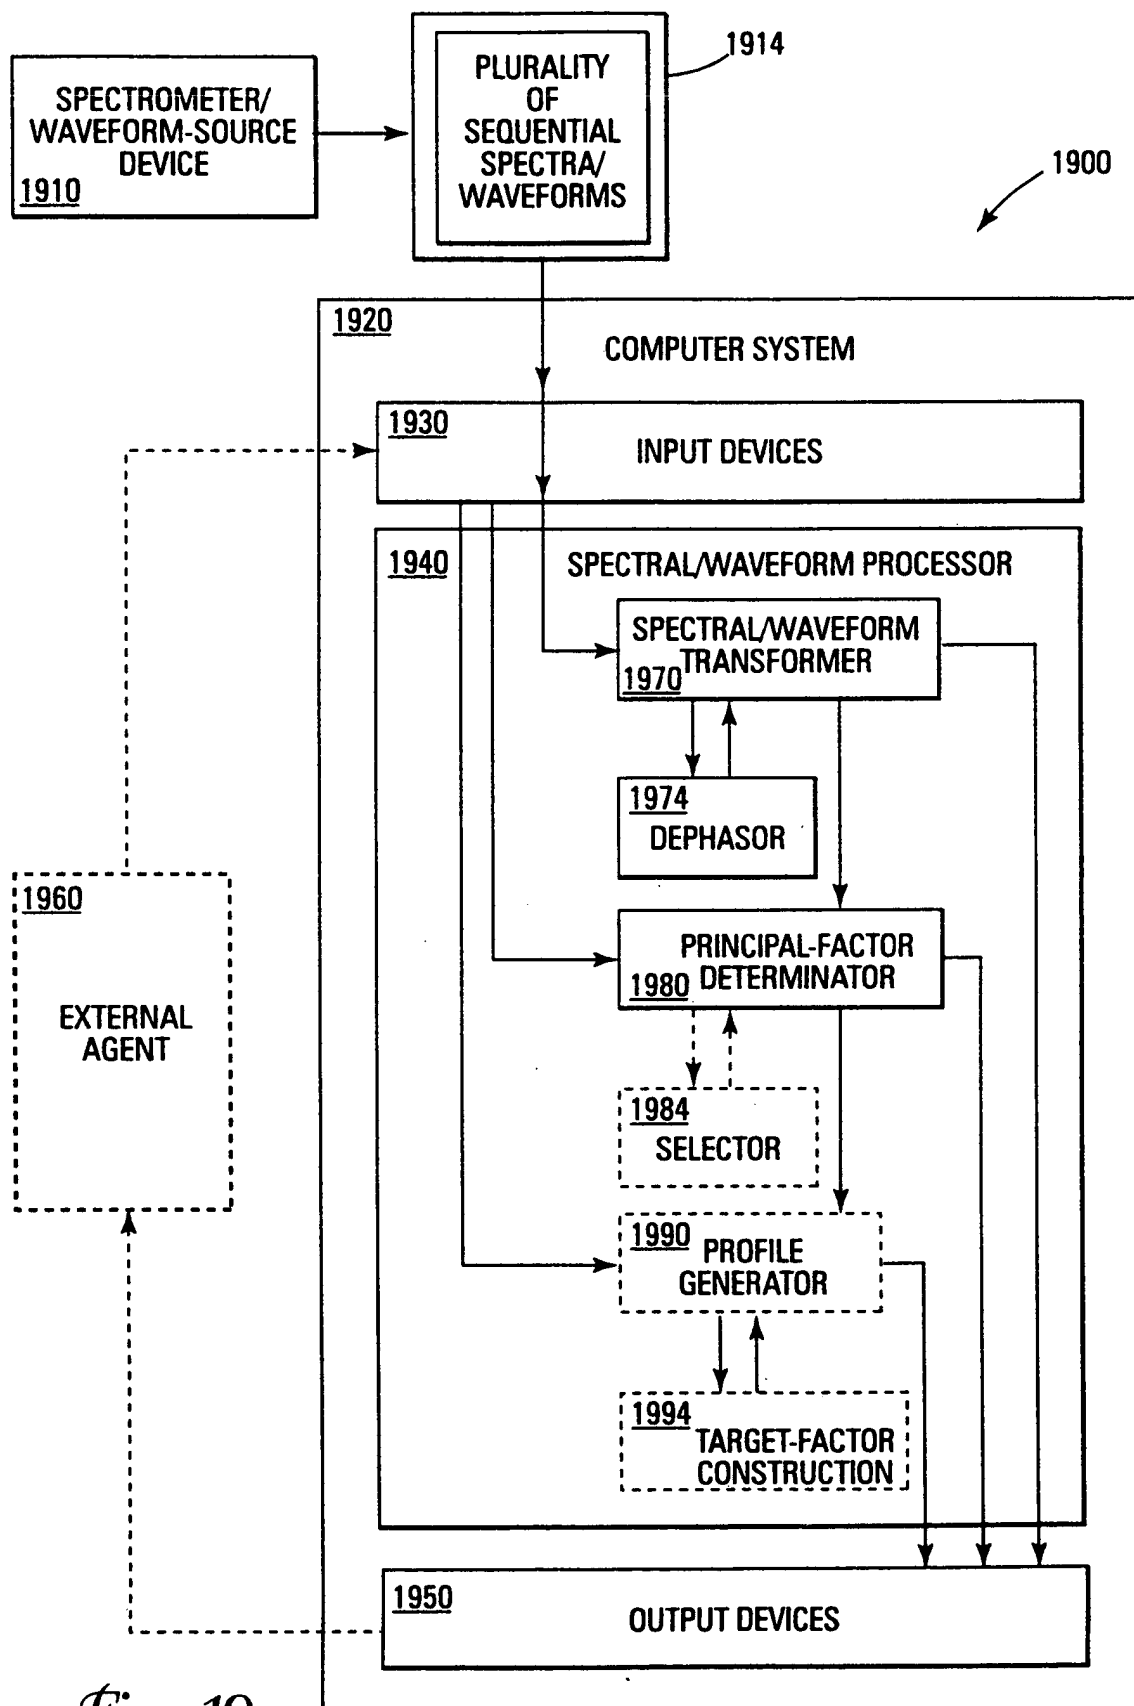 SPECTROMETER/
WAVEFORM-SOURCE
DEVICE
1910
PLURALITY
OF
SEQUENTIAL
SPECTRA/
WAVEFORMS
1914
1900
1920
COMPUTER SYSTEM
1930
INPUT DEVICES
1940
SPECTRAL/WAVEFORM PROCESSOR
SPECTRAL/WAVEFORM
TRANSFORMER
1970
1974
DEPHASOR
PRINCIPAL-FACTOR
DETERMINATOR
1980
1984
SELECTOR
1990
PROFILE
GENERATOR
1994
TARGET-FACTOR
CONSTRUCTION
1960
EXTERNAL
AGENT
1950
OUTPUT DEVICES